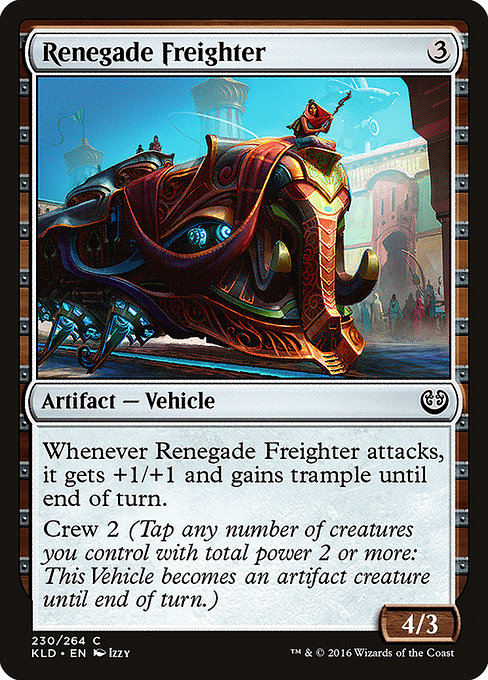 Renegade Freighter 3
Artifact — Vehicle
Whenever Renegade Freighter attacks,
it gets +1/+1 and gains trample until
end of turn.
Crew 2 (Tap any number of creatures
you control with total power 2 or more:
This Vehicle becomes an artifact creature
until end of turn.)
4/3
230/264 C
KLD • EN Izzy
™ & © 2016 Wizards of the Coast